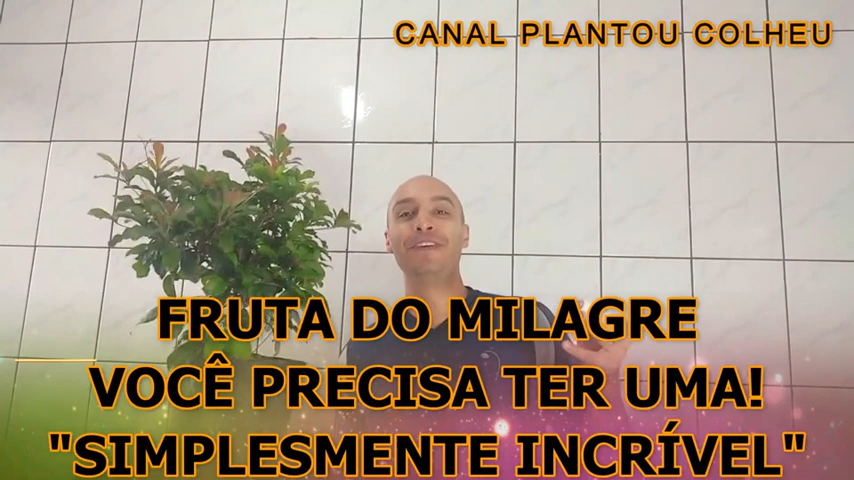 CANAL PLANTOU COLHEU
FRUTA DO MILAGRE
VOCÊ PRECISA TER UMA!
"SIMPLESMENTE INCRÍVEL"